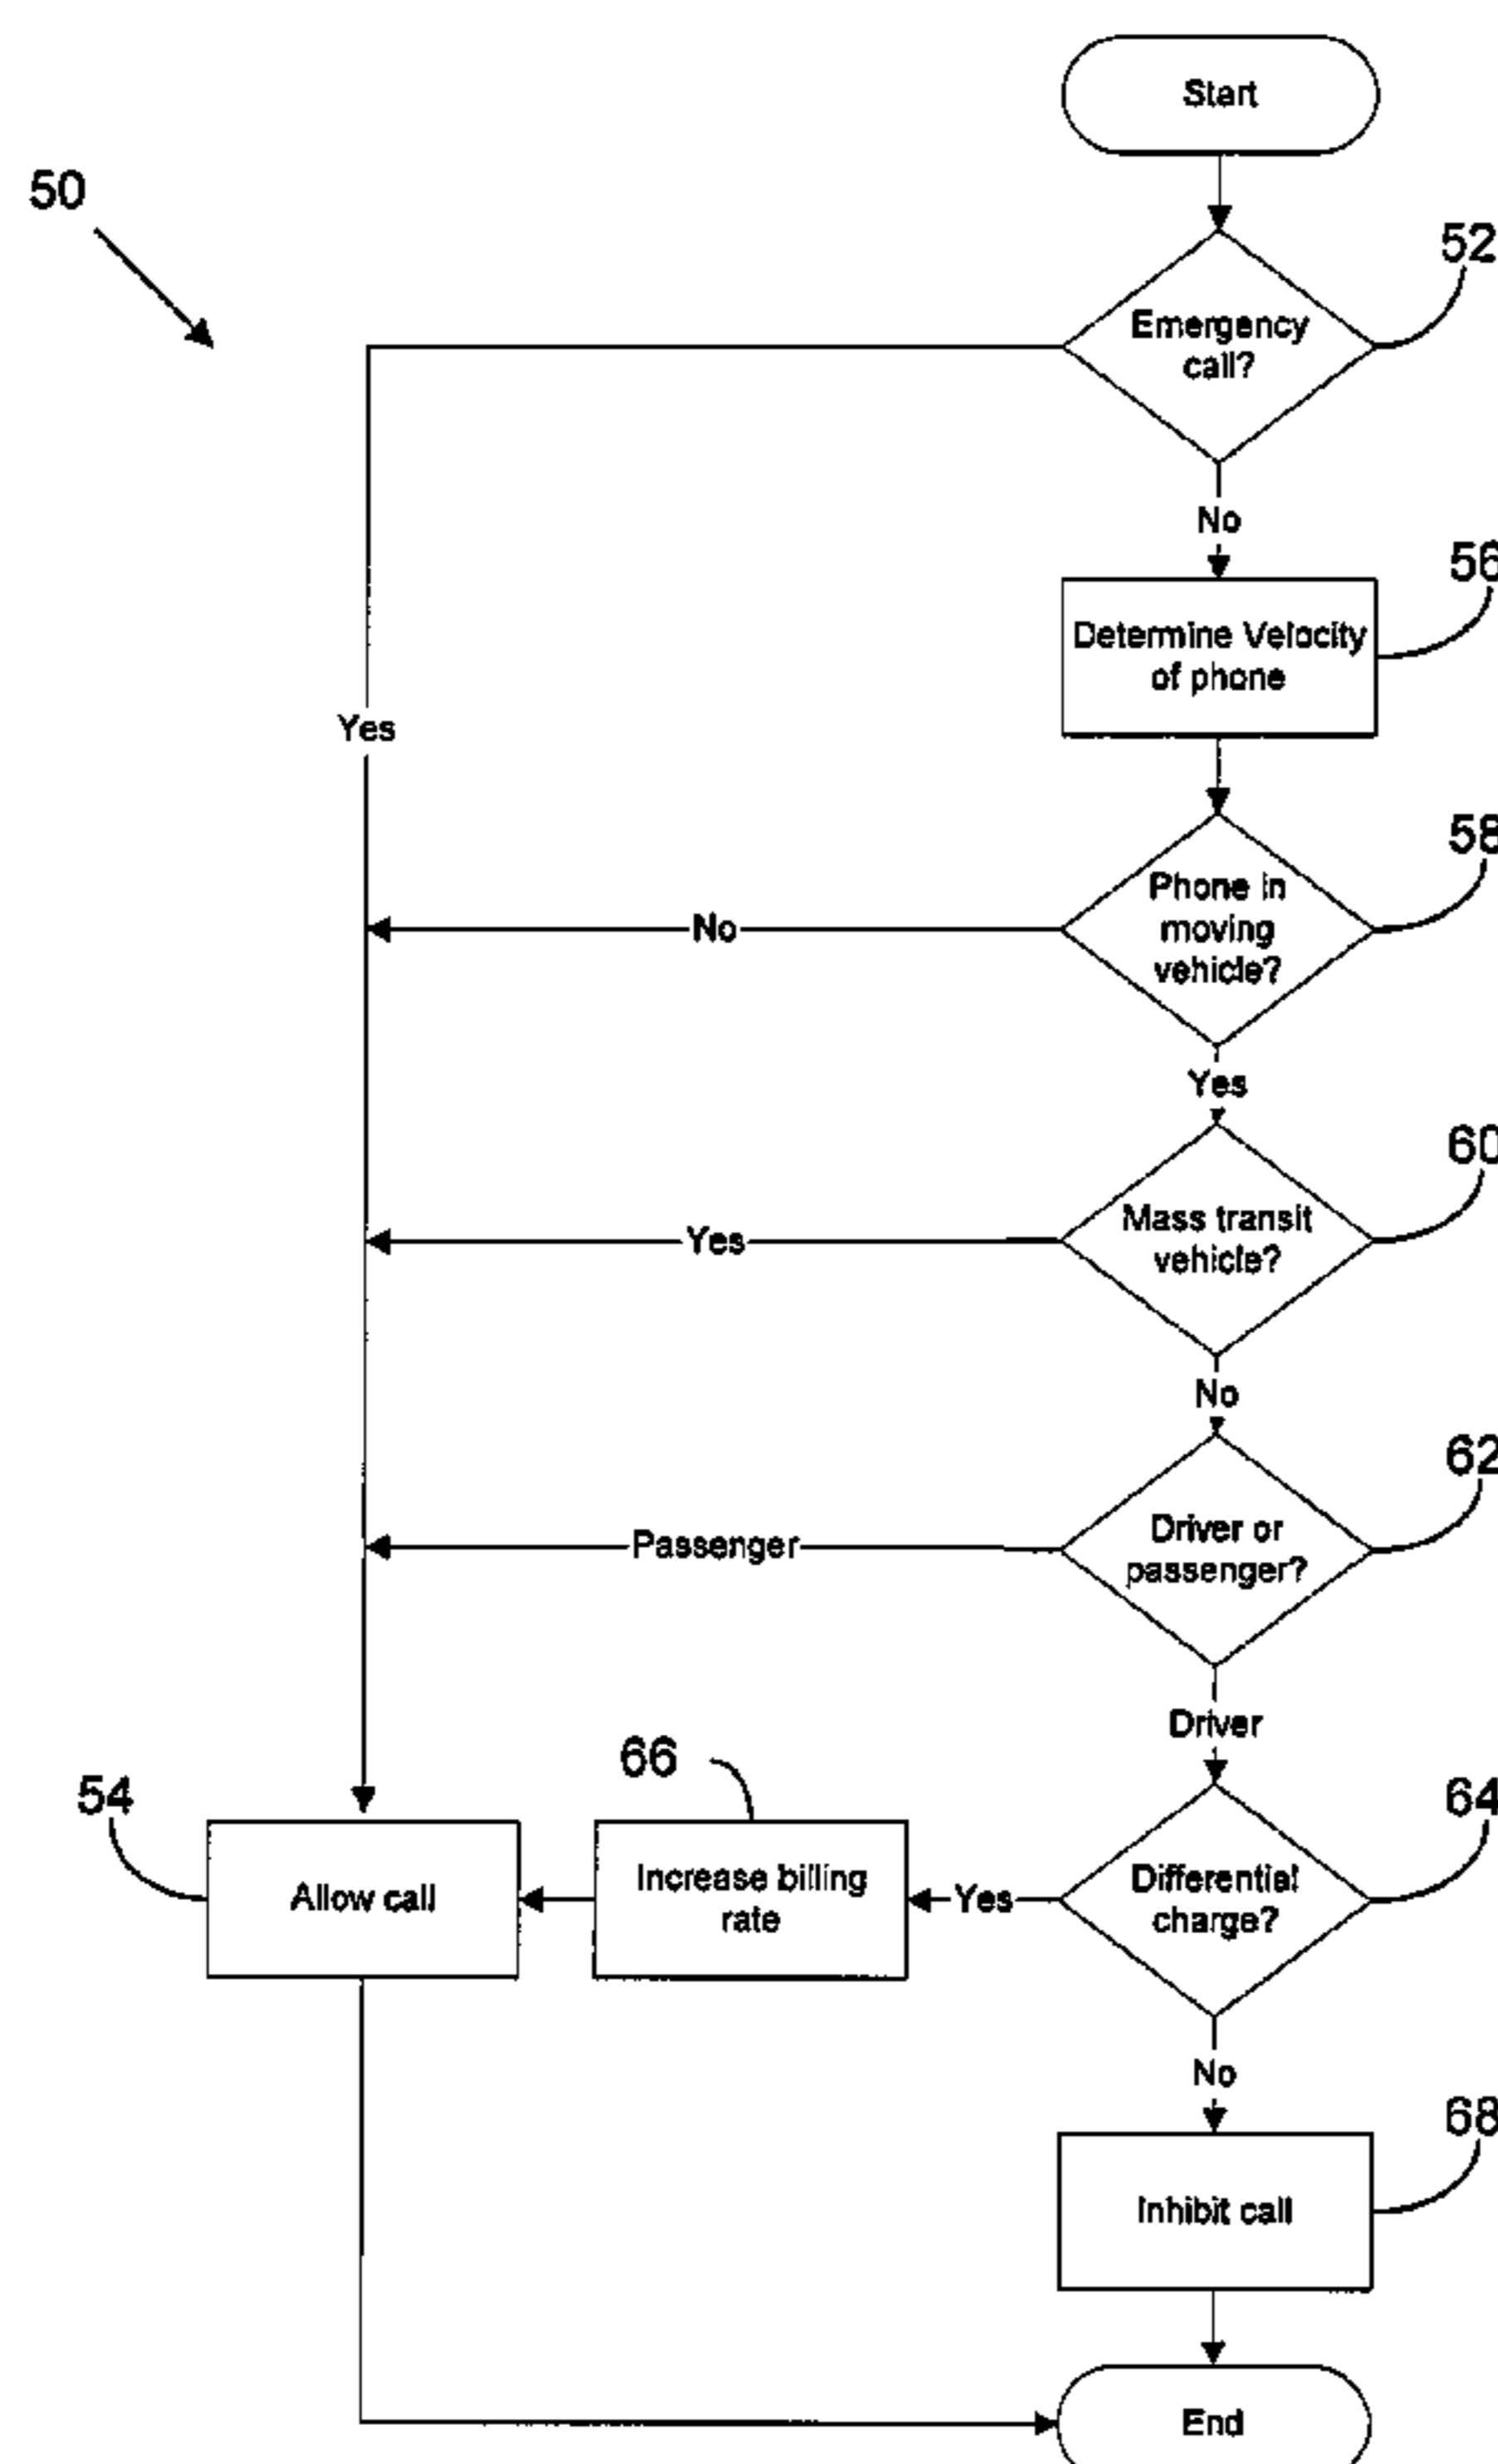 Start
50
52
Emergency
call?
No
56
Determine Velocity
of phone
Yes
58
Phone in
moving
vehicle?
No
Yes
60
Mass transit
vehicle?
Yes
No
62
Driver or
passenger?
Passenger
Driver
66
54
64
Allow call
Increase billing
rate
Yes
Differential
charge?
No
68
Inhibit call
End